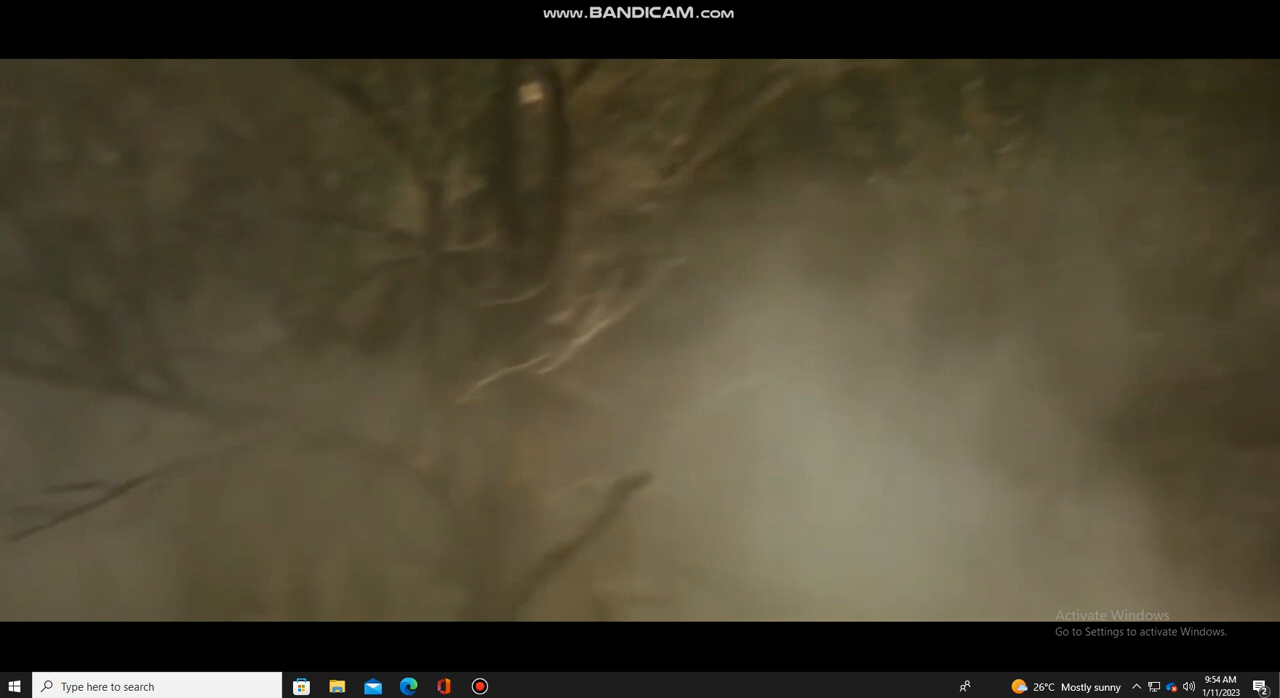 www.BANDICAM.com
Activate Windows
Go to Settings to activate Windows.
Type here to search
26°C Mostly sunny
9:54 AM
1/11/2023
2